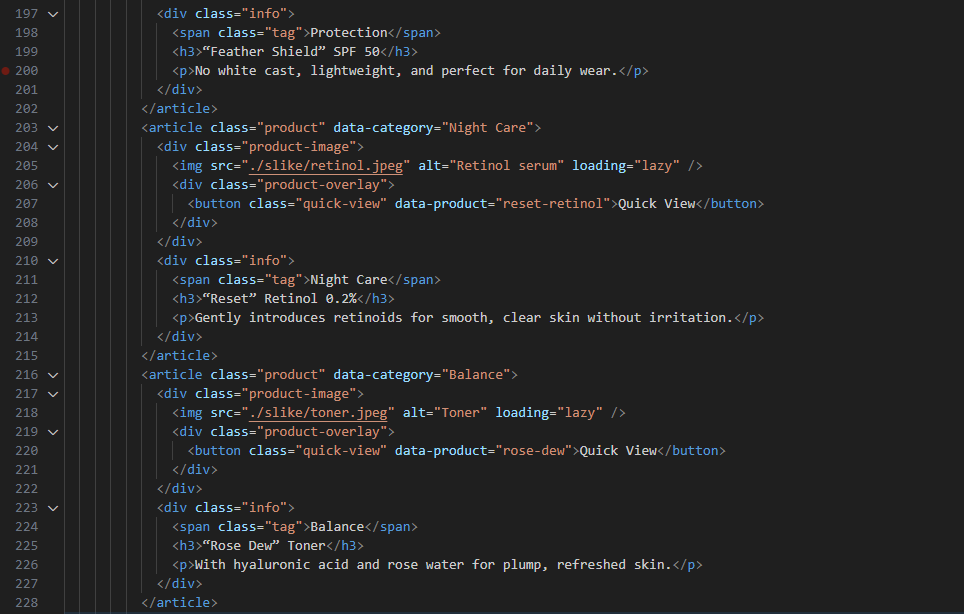 197 <div class="info">
198 <span class="tag">Protection</span>
199 <h3>“Feather Shield” SPF 50</h3>
200 <p>No white cast, lightweight, and perfect for daily wear.</p>
201 </div>
202 </article>
203 <article class="product" data-category="Night Care">
204 <div class="product-image">
205 <img src="./slike/retinol.jpeg" alt="Retinol serum" loading="lazy" />
206 <div class="product-overlay">
207 <button class="quick-view" data-product="reset-retinol">Quick View</button>
208 </div>
209 </div>
210 <div class="info">
211 <span class="tag">Night Care</span>
212 <h3>“Reset” Retinol 0.2%</h3>
213 <p>Gently introduces retinoids for smooth, clear skin without irritation.</p>
214 </div>
215 </article>
216 <article class="product" data-category="Balance">
217 <div class="product-image">
218 <img src="./slike/toner.jpeg" alt="Toner" loading="lazy" />
219 <div class="product-overlay">
220 <button class="quick-view" data-product="rose-dew">Quick View</button>
221 </div>
222 </div>
223 <div class="info">
224 <span class="tag">Balance</span>
225 <h3>“Rose Dew” Toner</h3>
226 <p>With hyaluronic acid and rose water for plump, refreshed skin.</p>
227 </div>
228 </article>